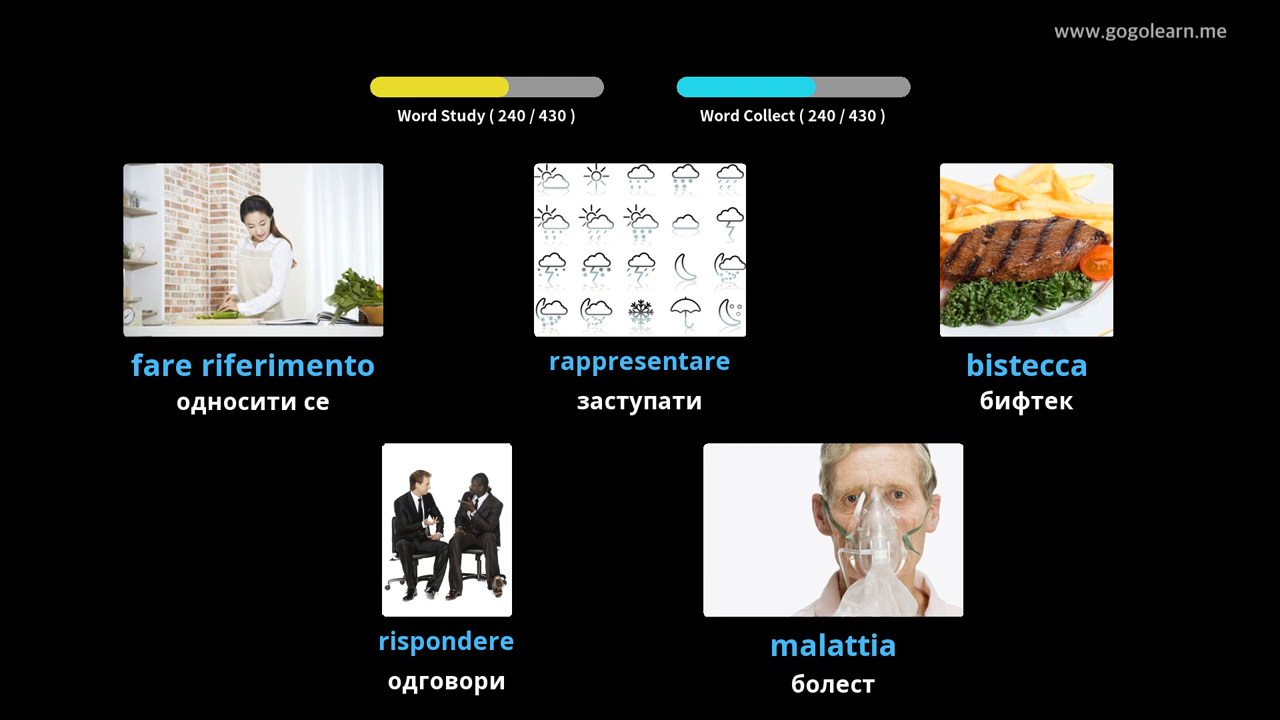 www.gogolearn.me
Word Study ( 240 / 430 )
Word Collect ( 240 / 430 )
fare riferimento
односити се
rappresentare
заступати
bistecca
бифтек
rispondere
одговори
malattia
болест